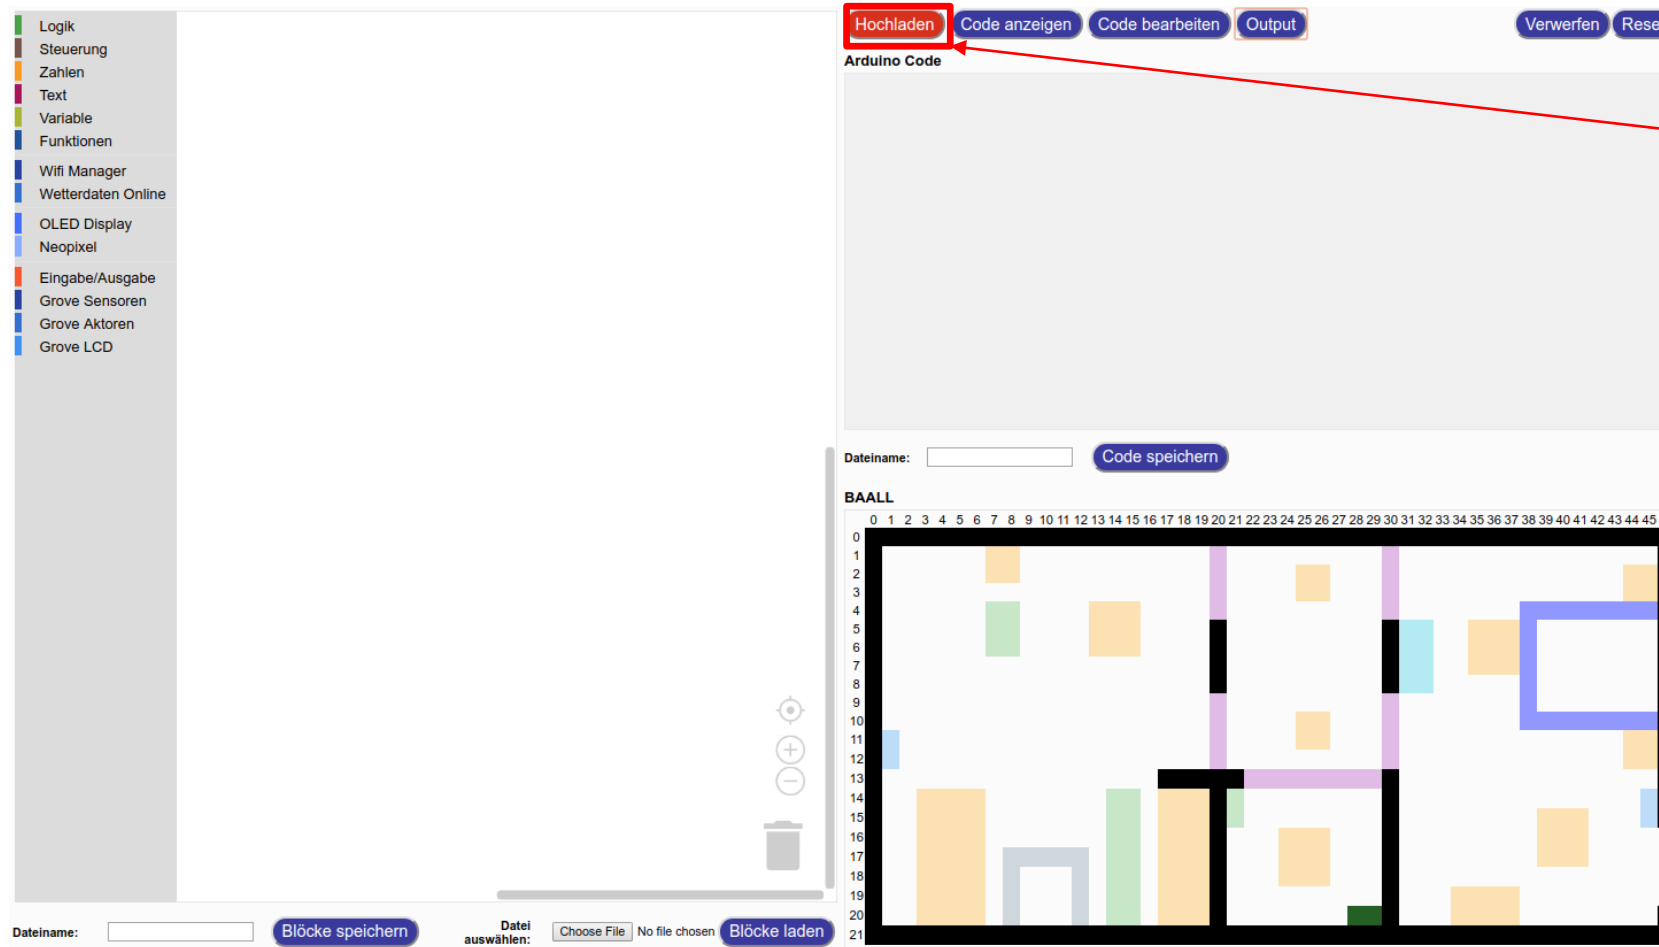 Logik
Steuerung
Zahlen
Text
Variable
Funktionen
Wifi Manager
Wetterdaten Online
OLED Display
Neopixel
Eingabe/Ausgabe
Grove Sensoren
Grove Aktoren
Grove LCD
Dateiname:
Blöcke speichern
Datei
auswählen:
Choose File No file chosen
Blöcke laden
Hochladen Code anzeigen Code bearbeiten Output Verwerfen Rese
Arduino Code
Dateiname:
Code speichern
BAALL
0 1 2 3 4 5 6 7 8 9 10 11 12 13 14 15 16 17 18 19 20 21 22 23 24 25 26 27 28 29 30 31 32 33 34 35 36 37 38 39 40 41 42 43 44 45
0
1
2
3
4
5
6
7
8
9
10
11
12
13
14
15
16
17
18
19
20
21